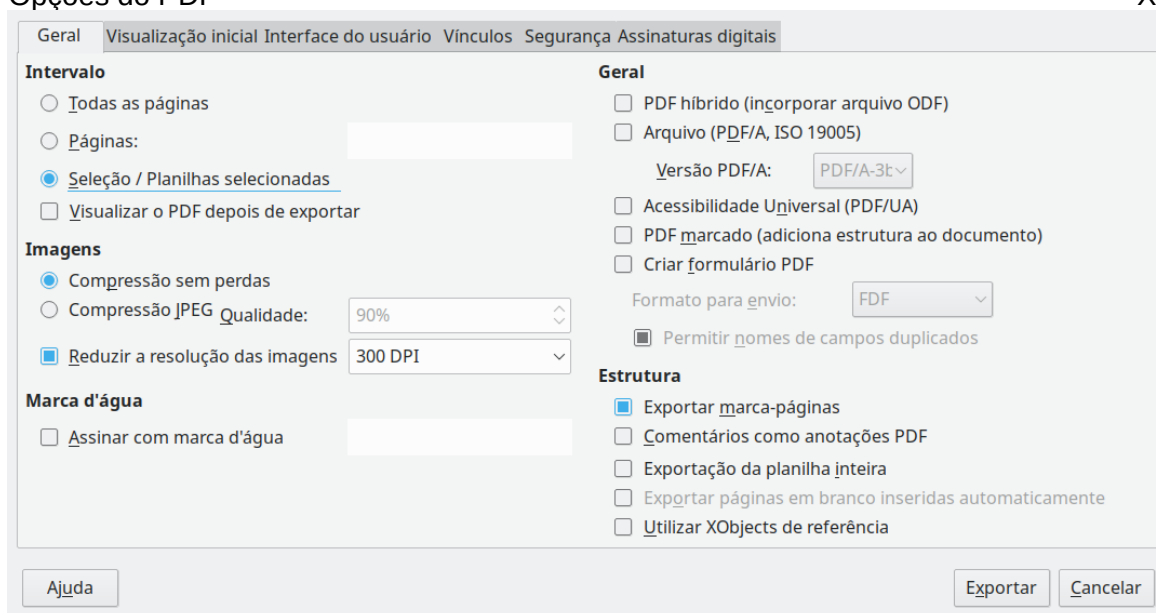 Opções do PDF X
Geral Visualização inicial Interface do usuário Vínculos Segurança Assinaturas digitais
Intervalo
Todas as páginas
Páginas:
Seleção / Planilhas selecionadas
Visualizar o PDF depois de exportar
Imagens
Compressão sem perdas
Compressão JPEG Qualidade: 90%
Reduzir a resolução das imagens 300 DPI
Marca d'água
Assinar com marca d'água
Geral
PDF híbrido (incorporar arquivo ODF)
Arquivo (PDF/A, ISO 19005)
Versão PDF/A: PDF/A-3b
Acessibilidade Universal (PDF/UA)
PDF marcado (adiciona estrutura ao documento)
Criar formulário PDF
Formato para envio: FDF
Permitir nomes de campos duplicados
Estrutura
Exportar marca-páginas
Comentários como anotações PDF
Exportação da planilha inteira
Exportar páginas em branco inseridas automaticamente
Utilizar XObjects de referência
Ajuda Exportar Cancelar